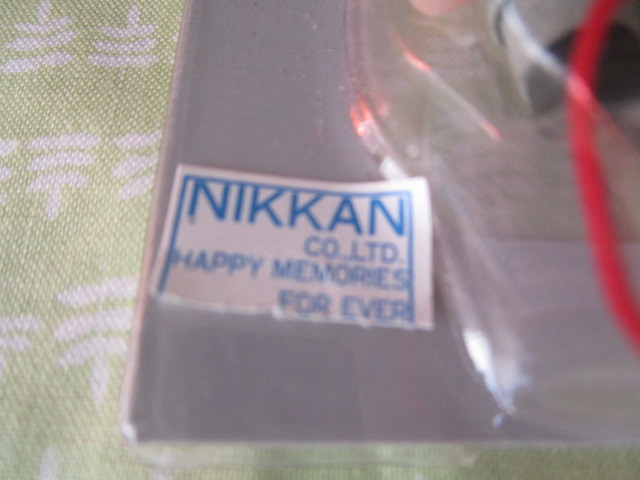 NIKKAN
CO.,LTD.
HAPPY MEMORIES
FOR EVER